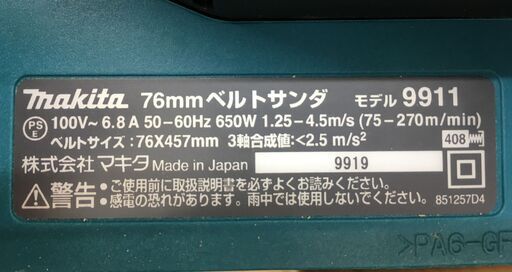 makita 76mmベルトサンダ モデル 9911
PS E 100V~6.8A 50-60Hz 650W 1.25-4.5m/s (75-270m/min)
ベルトサイズ:76X457mm 3軸合成値:<2.5 m/s² 408
株式会社マキタ Made in Japan 9919
警告:ご使用前に取扱説明書を必ずよくお読みください。
感電の恐れがあります。雨中では使用しないでください。
851257D4
>PA6-GF